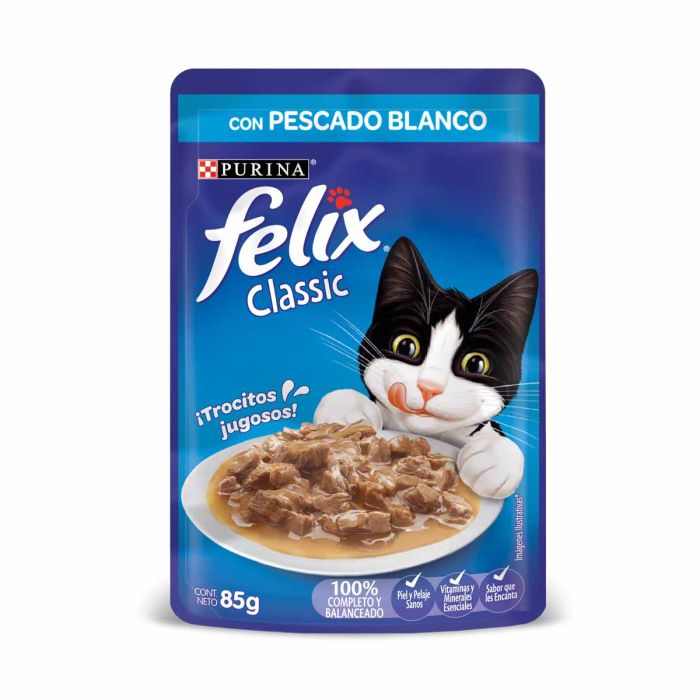 CON PESCADO BLANCO
PURINA®
felix®
Classic
¡Trocitos
jugosos!
Imágenes Ilustrativas*
CONT.
NETO 85g
100%
COMPLETO Y
BALANCEADO
Piel y Pelaje
Sanos
Vitaminas y
Minerales
Esenciales
Sabor que
les Encanta